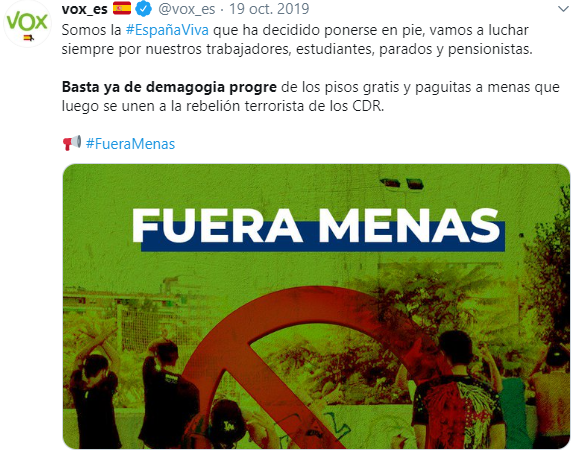 VOX
vox_es 🇪🇸 @vox_es · 19 oct. 2019
Somos la #EspañaViva que ha decidido ponerse en pie, vamos a luchar
siempre por nuestros trabajadores, estudiantes, parados y pensionistas.
Basta ya de demagogia progre de los pisos gratis y paguitas a menas que
luego se unen a la rebelión terrorista de los CDR.
📢 #FueraMenas
FUERA MENAS